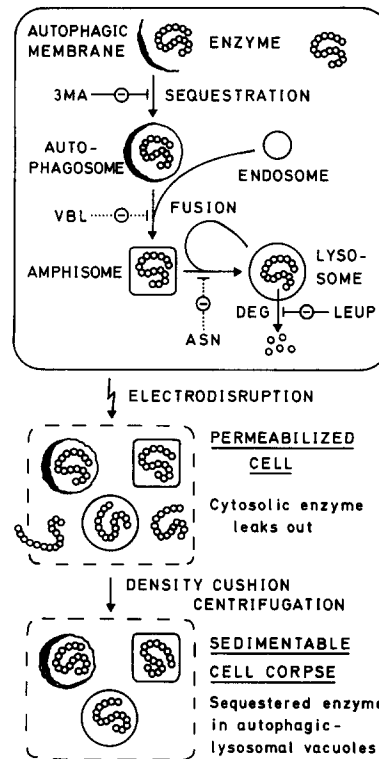 AUTOPHAGIC
MEMBRANE
ENZYME
3MA
SEQUESTRATION
AUTO-
PHAGOSOME
ENDOSOME
VBL
FUSION
AMPHISOME
LYSO-
SOME
DEG
LEUP
ASN
ELECTRODISRUPTION
PERMEABILIZED
CELL
Cytosolic enzyme
leaks out
DENSITY CUSHION
CENTRIFUGATION
SEDIMENTABLE
CELL CORPSE
Sequestered enzyme
in autophagic-
lysosomal vacuoles